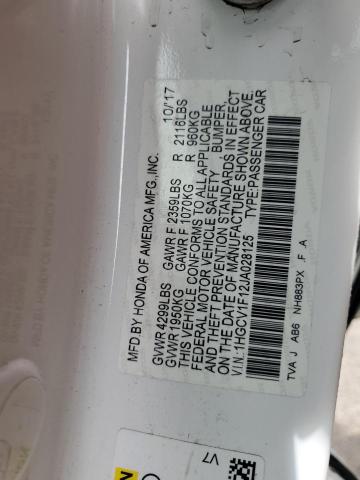 MFD BY HONDA OF AMERICA MFG.,INC. 10/'17
GVWR 4299LBS GAWR F 2359LBS R 2116LBS
GVWR 1950KG GAWR F 1070KG R 960KG
THIS VEHICLE CONFORMS TO ALL APPLICABLE
FEDERAL MOTOR VEHICLE SAFETY, BUMPER,
AND THEFT PREVENTION STANDARDS IN EFFECT
ON THE DATE OF MANUFACTURE SHOWN ABOVE.
V.I.N.:1HGCV1F12JA028125 TYPE:PASSENGER CAR
TVA J AB6 NH883PX F A
V7